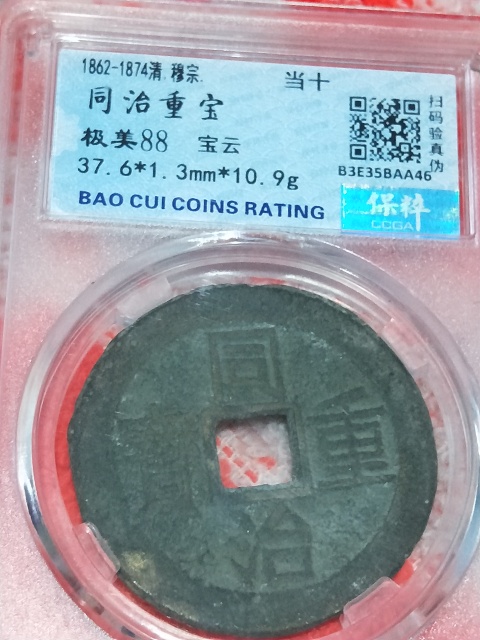 1862-1874清.穆宗.
当十
同治重宝
极美88 宝云
37.6*1.3mm*10.9g
BAO CUI COINS RATING
扫码验真伪
B3E35BAA46
保粹
CCGA
同
重
寶
治